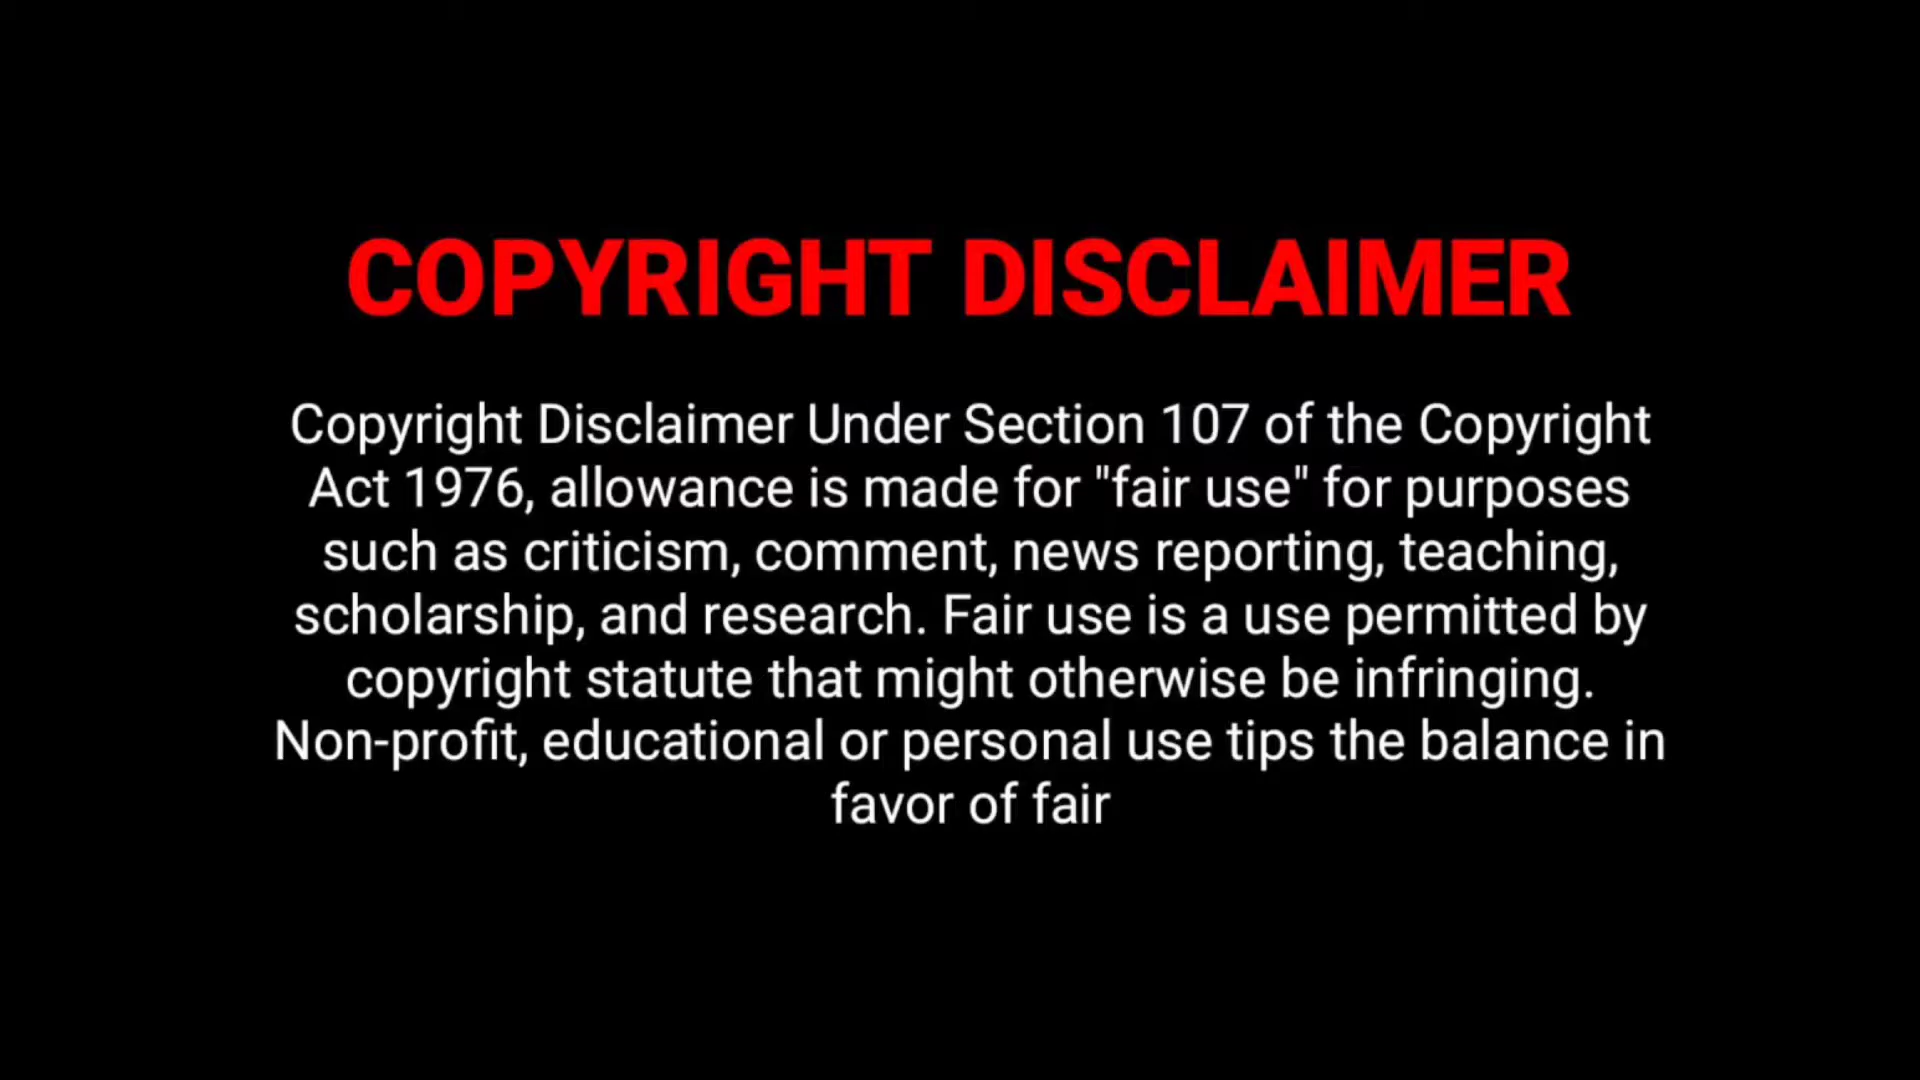 COPYRIGHT DISCLAIMER
Copyright Disclaimer Under Section 107 of the Copyright
Act 1976, allowance is made for "fair use" for purposes
such as criticism, comment, news reporting, teaching,
scholarship, and research. Fair use is a use permitted by
copyright statute that might otherwise be infringing.
Non-profit, educational or personal use tips the balance in
favor of fair